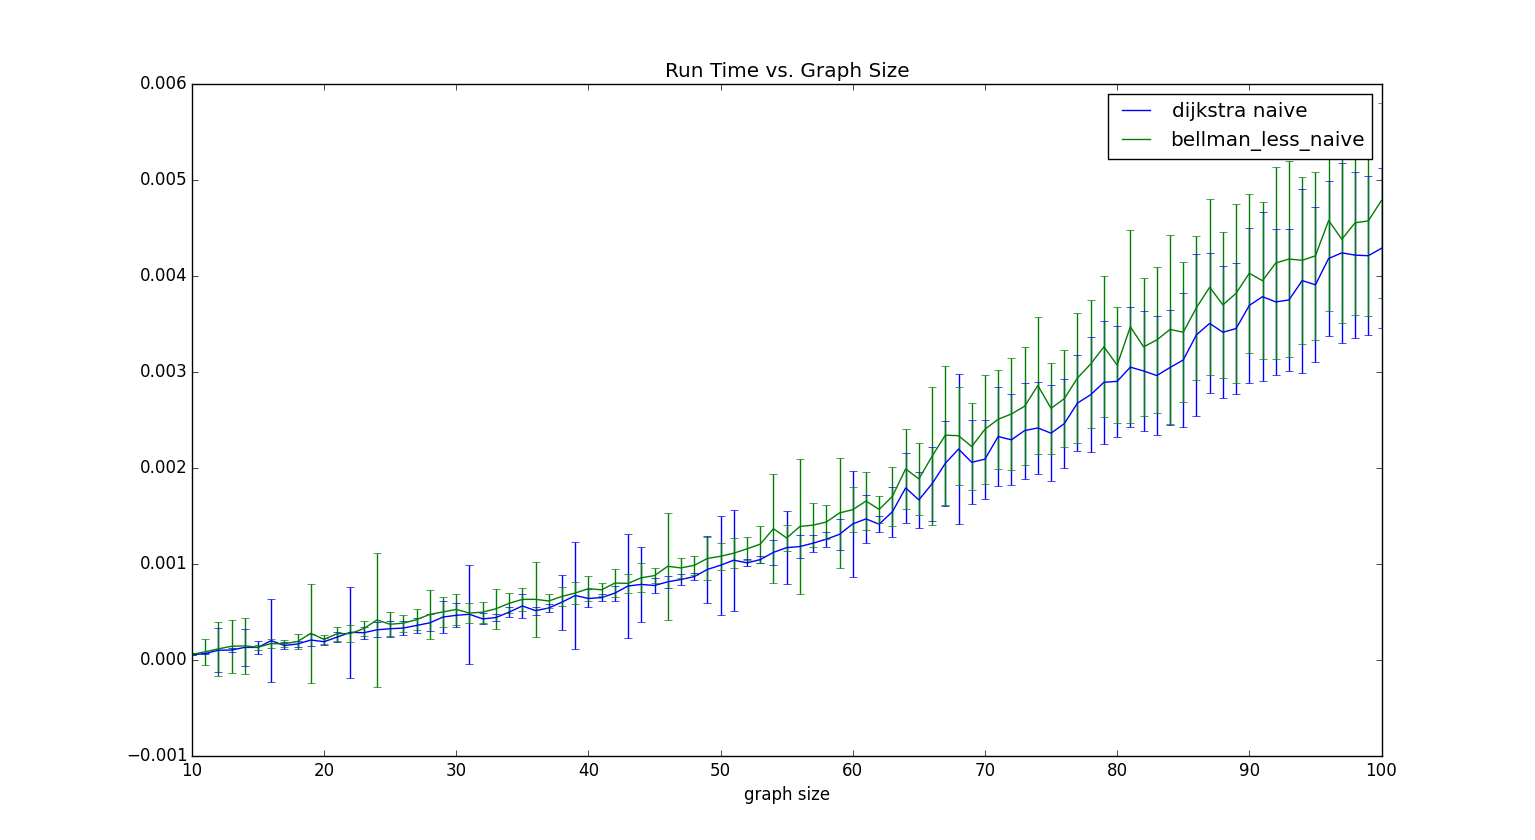 Run Time vs. Graph Size
0.006
0.005
0.004
0.003
0.002
0.001
0.000
−0.001
dijkstra naive
bellman_less_naive
10 20 30 40 50 60 70 80 90 100
graph size